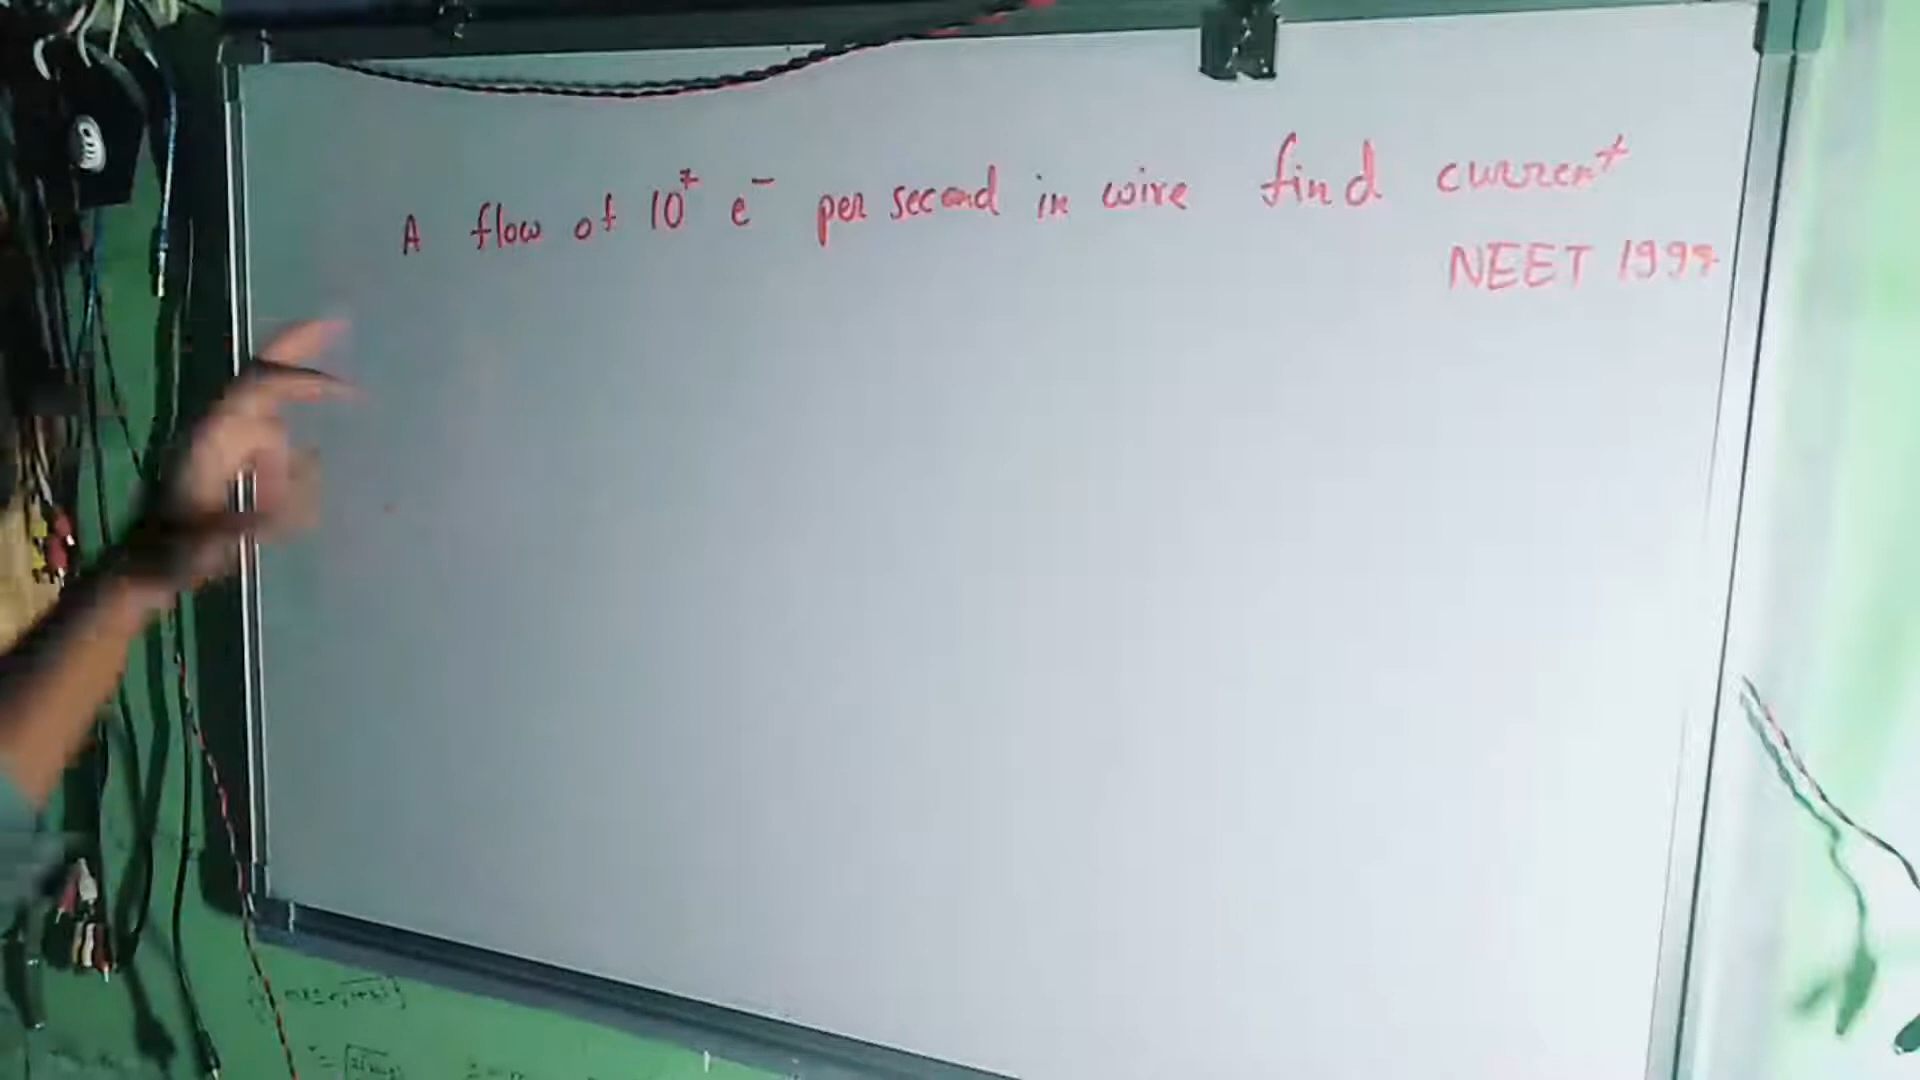 A flow of 10⁷ e⁻ per second in wire find current
NEET 1997